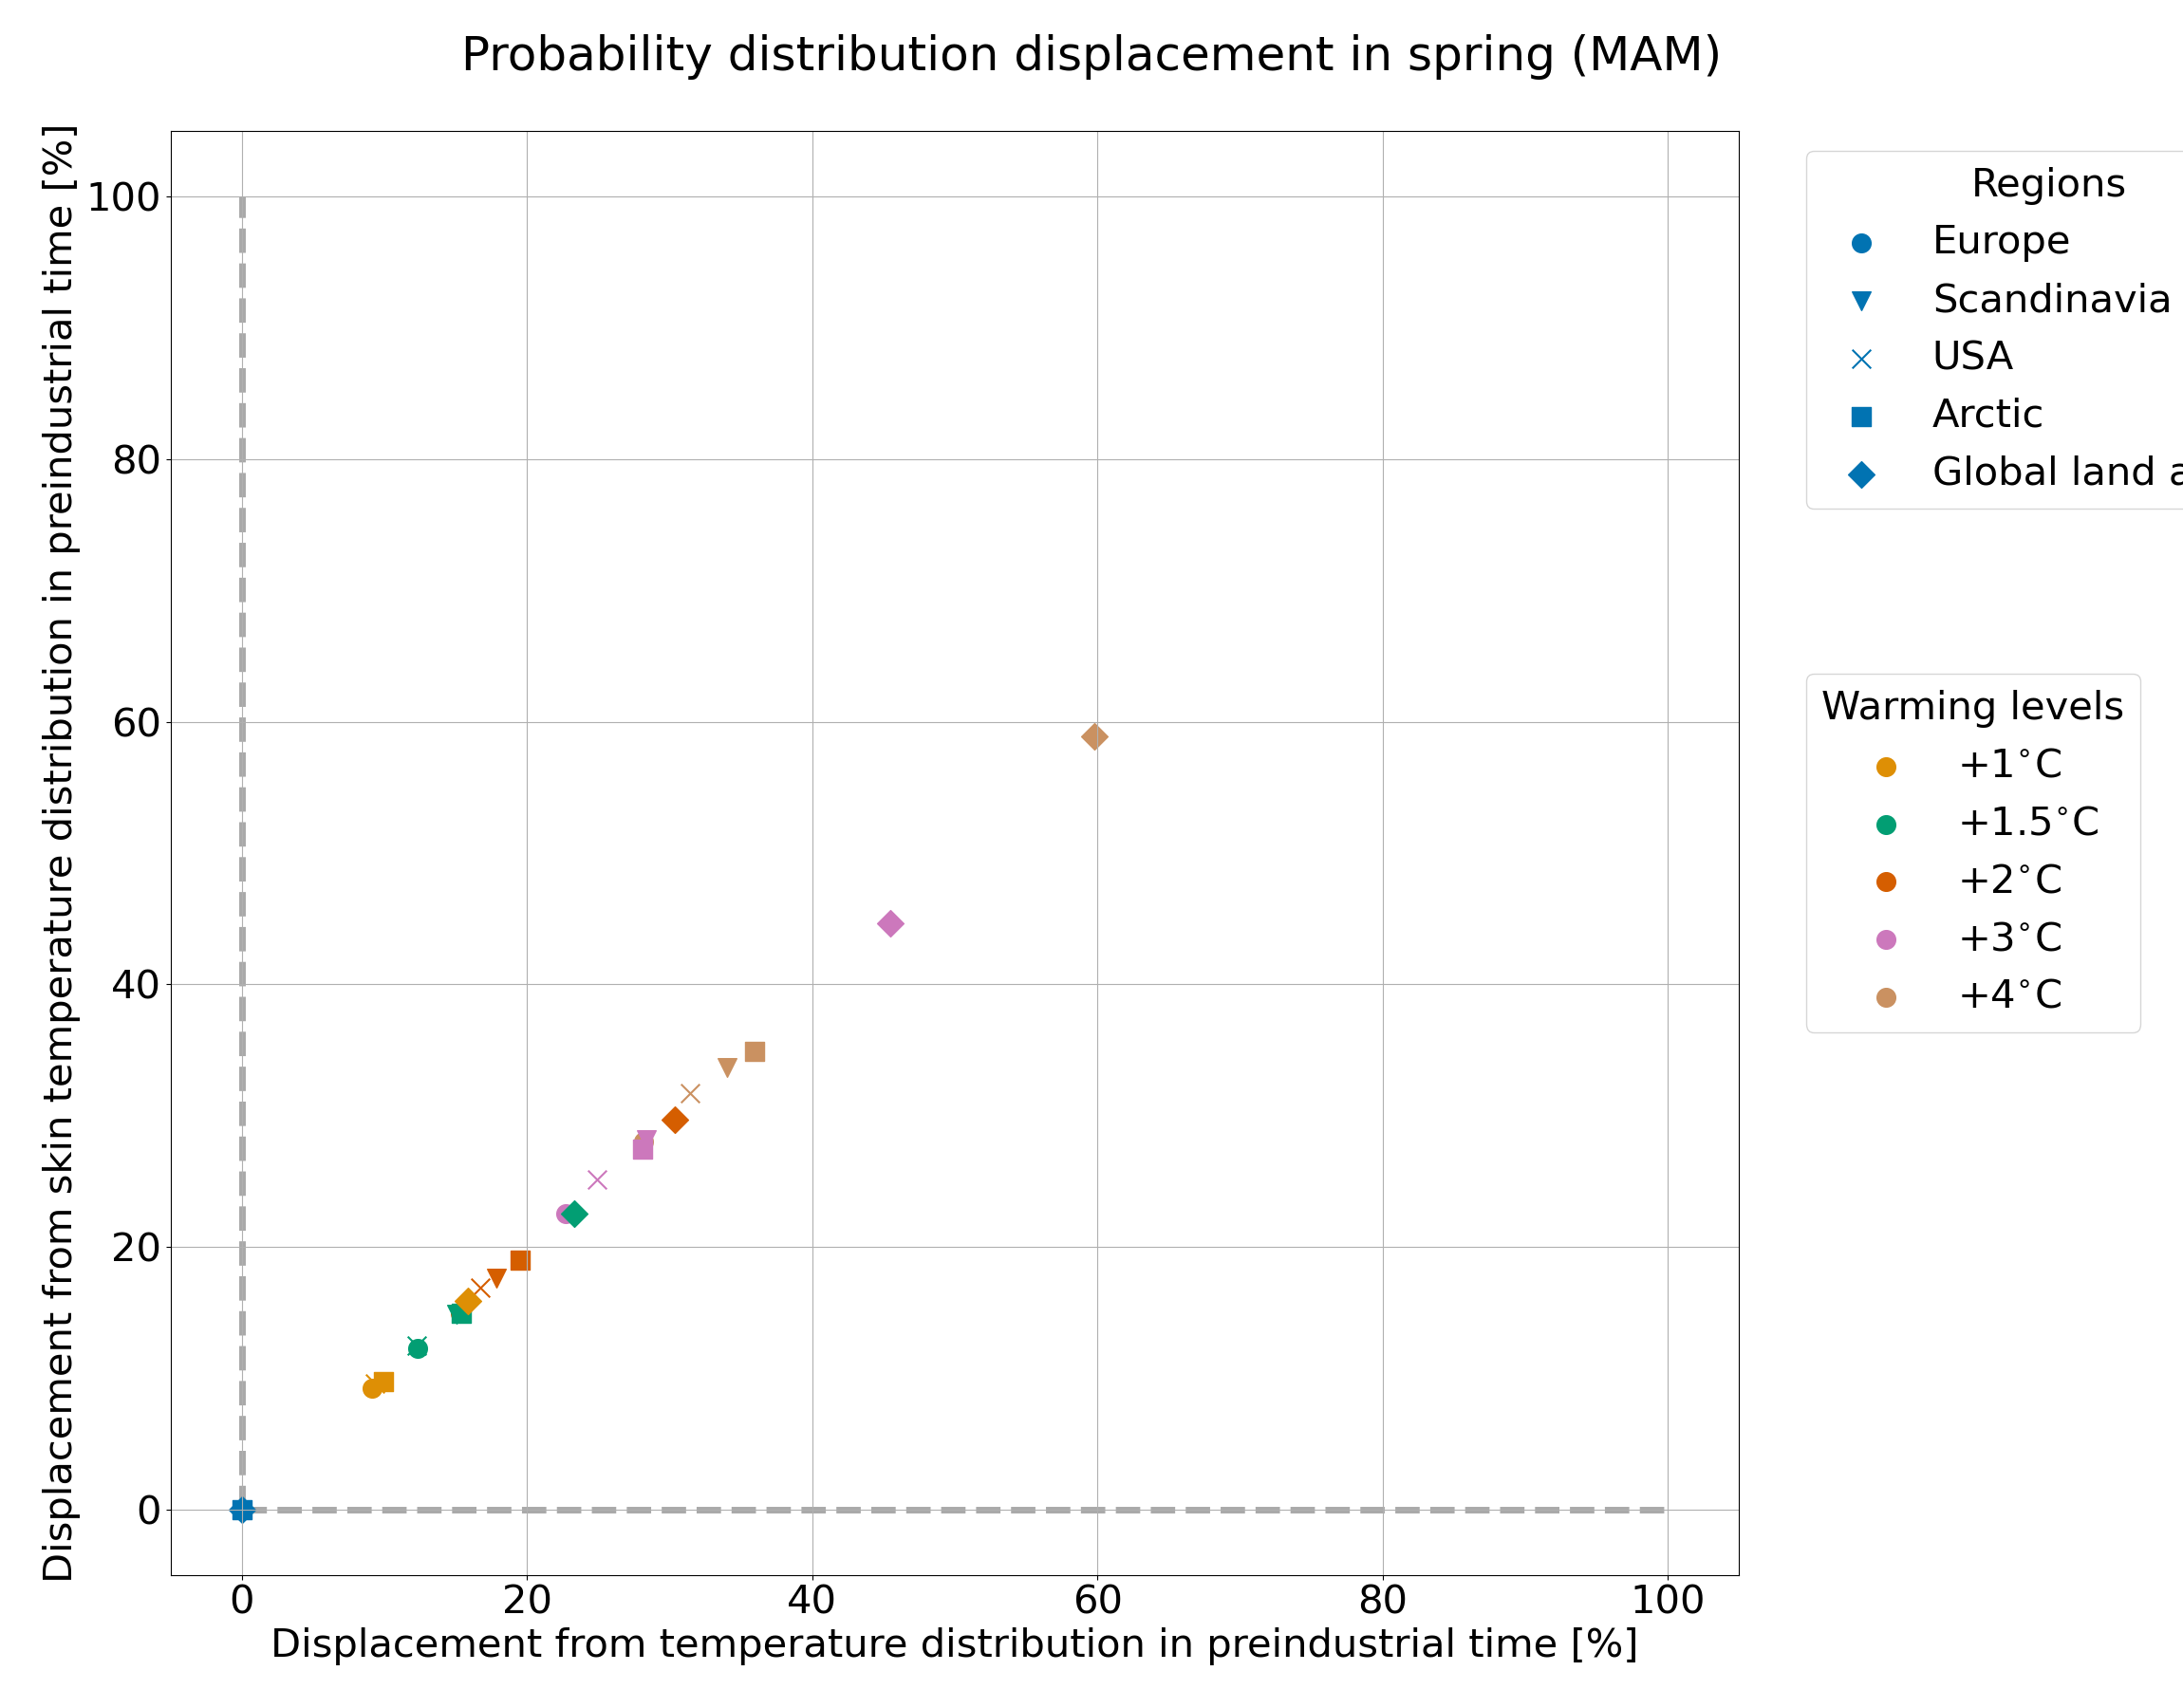 Probability distribution displacement in spring (MAM)
Displacement from skin temperature distribution in preindustrial time [%]
100
80
60
40
20
0
0 20 40 60 80 100
Displacement from temperature distribution in preindustrial time [%]
Regions
Europe
Scandinavia
USA
Arctic
Global land
Warming levels
+1°C
+1.5°C
+2°C
+3°C
+4°C